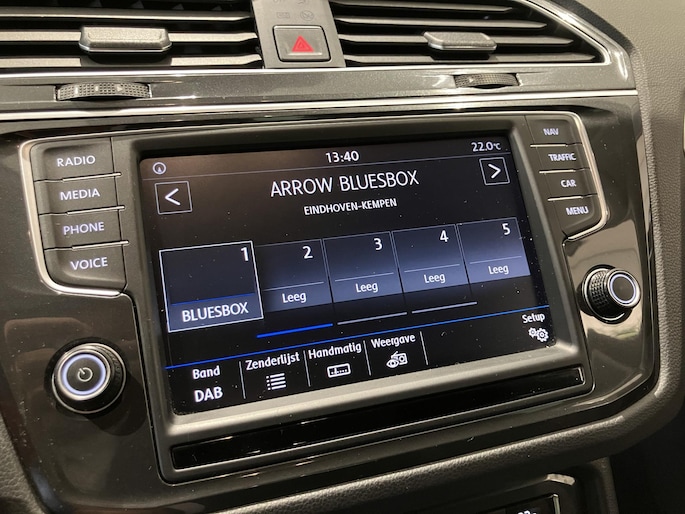 13:40
22.0°C
RADIO
MEDIA
PHONE
VOICE
NAV
TRAFFIC
CAR
MENU
<
ARROW BLUESBOX
>
EINDHOVEN-KEMPEN
1
2
3
4
5
BLUESBOX
Leeg
Leeg
Leeg
Leeg
Band
DAB
Zenderlijst
Handmatig
Weergave
Setup